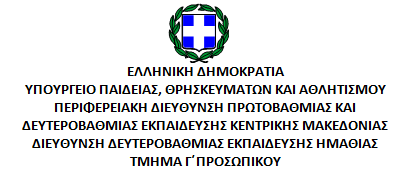 ΕΛΛΗΝΙΚΗ ΔΗΜΟΚΡΑΤΙΑ
ΥΠΟΥΡΓΕΙΟ ΠΑΙΔΕΙΑΣ, ΘΡΗΣΚΕΥΜΑΤΩΝ ΚΑΙ ΑΘΛΗΤΙΣΜΟΥ
ΠΕΡΙΦΕΡΕΙΑΚΗ ΔΙΕΥΘΥΝΣΗ ΠΡΩΤΟΒΑΘΜΙΑΣ ΚΑΙ
ΔΕΥΤΕΡΟΒΑΘΜΙΑΣ ΕΚΠΑΙΔΕΥΣΗΣ ΚΕΝΤΡΙΚΗΣ ΜΑΚΕΔΟΝΙΑΣ
ΔΙΕΥΘΥΝΣΗ ΔΕΥΤΕΡΟΒΑΘΜΙΑΣ ΕΚΠΑΙΔΕΥΣΗΣ ΗΜΑΘΙΑΣ
ΤΜΗΜΑ Γ΄ ΠΡΟΣΩΠΙΚΟΥ